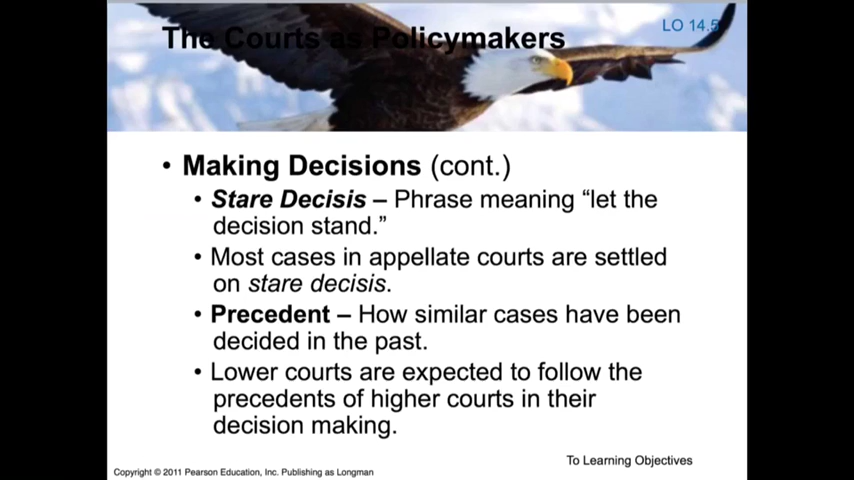 The Courts as Policymakers
LO 14.5
• Making Decisions (cont.)
• Stare Decisis – Phrase meaning “let the
decision stand.”
• Most cases in appellate courts are settled
on stare decisis.
• Precedent – How similar cases have been
decided in the past.
• Lower courts are expected to follow the
precedents of higher courts in their
decision making.
To Learning Objectives
Copyright © 2011 Pearson Education, Inc. Publishing as Longman